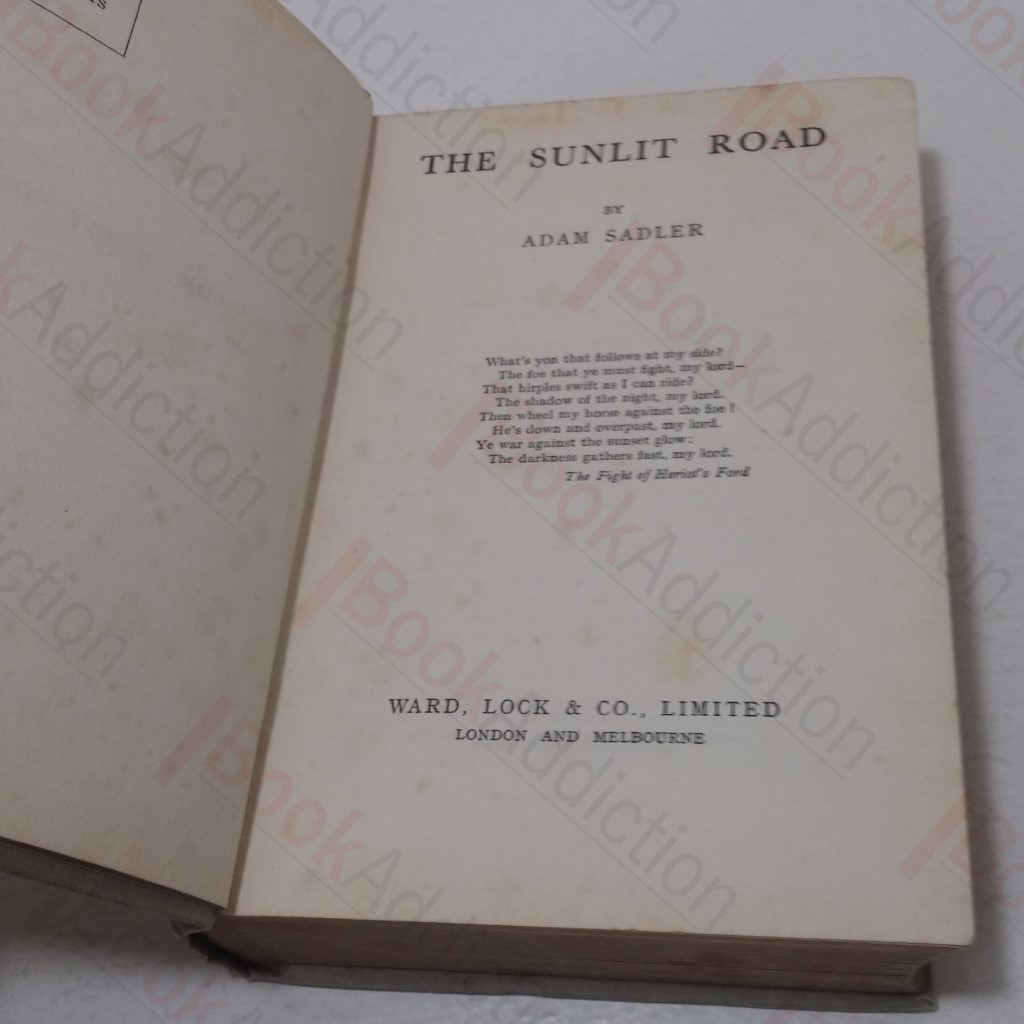 THE SUNLIT ROAD
BY
ADAM SADLER
What's yon that follows at my side?
The foe that ye must fight, my lord—
That hirples swift as I can ride?
The shadow of the night, my lord.
Then wheel my horse against the foe!
He's down and overpast, my lord.
Ye war against the sunset glow:
The darkness gathers fast, my lord.
The Fight of Heriot's Ford
WARD, LOCK & CO., LIMITED
LONDON AND MELBOURNE
BookAddiction